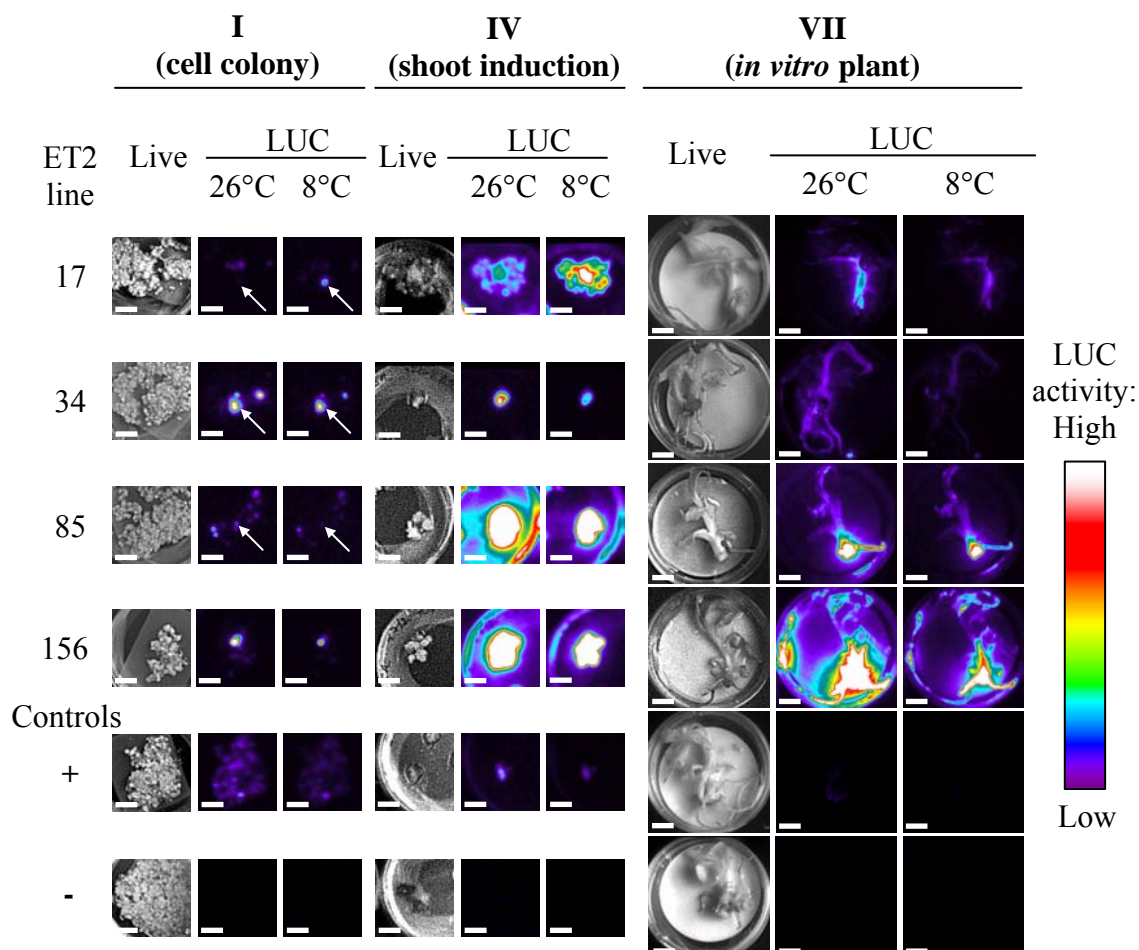 I
(cell colony)
IV
(shoot induction)
VII
(in vitro plant)
ET2
line
Live
LUC
26°C
8°C
Live
LUC
26°C
8°C
Live
LUC
26°C
8°C
17
34
85
156
Controls
+
-
LUC
activity:
High
Low